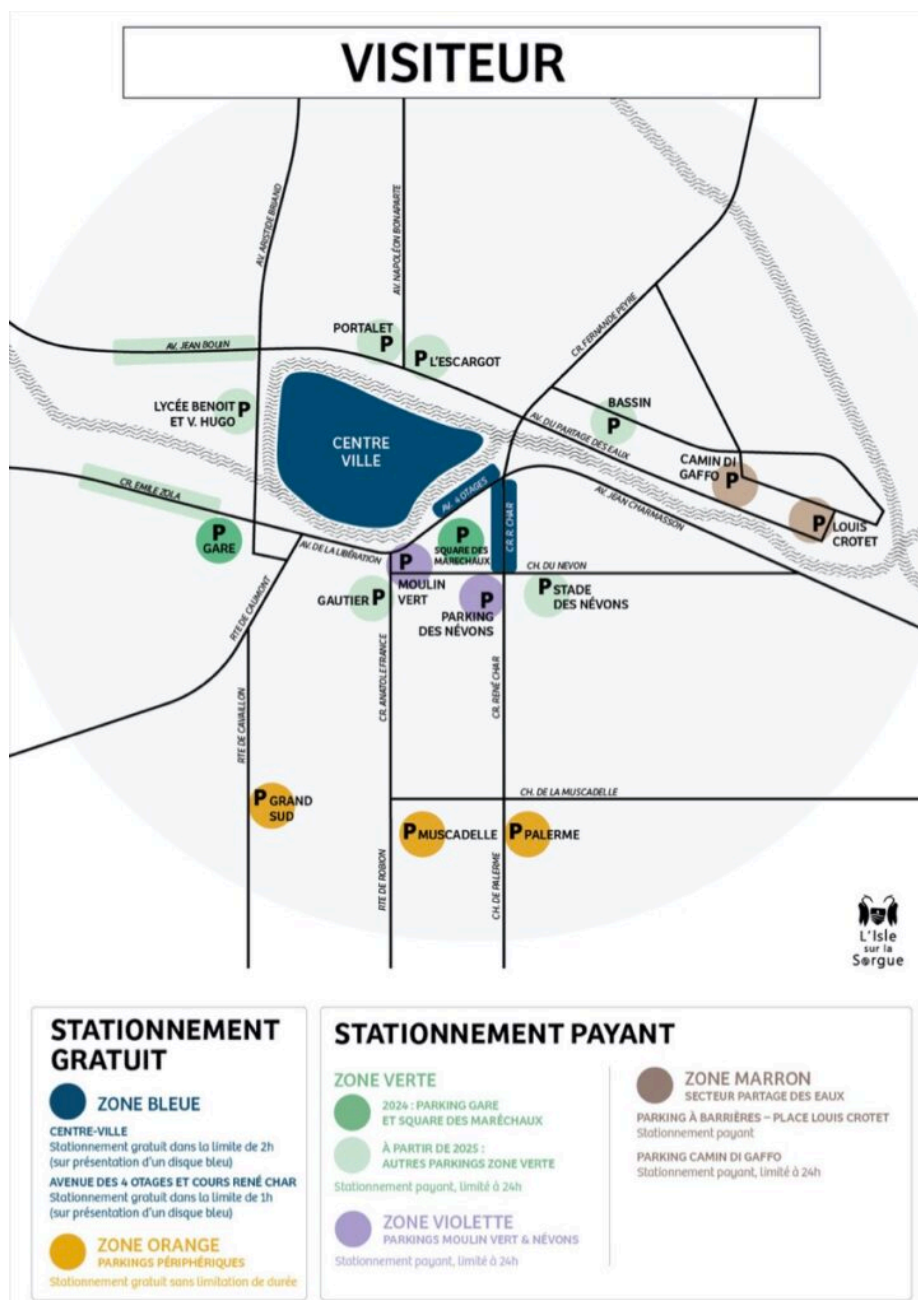 VISITEUR
AV. ARISTIDE BRIAND
AV. NAPOLÉON BONAPARTE
CR. FERNANDE PEYRE
PORTALET
P
AV. JEAN BOUIN
P L'ESCARGOT
LYCÉE BENOIT P
ET V. HUGO
BASSIN
P
AV. DU PARTAGE DES EAUX
CENTRE
VILLE
CAMIN DI
GAFFO P
CR. EMILE ZOLA
AV. 4 OTAGES
CR. R. CHAR
AV. JEAN CHARMASSON
P LOUIS
CROTET
P
GARE
AV. DE LA LIBÉRATION
P
SQUARE DES
MARECHAUX
CH. DU NEVON
P
MOULIN
VERT
GAUTIER P
P
PARKING
DES NÉVONS
P STADE
DES NÉVONS
RTE DE CAUMONT
RTE DE CAVAILLON
CR. ANATOLE FRANCE
CR. RENÉ CHAR
P GRAND
SUD
CH. DE LA MUSCADELLE
P MUSCADELLE
P PALERME
RTE DE ROBION
CH. DE PALERME
L'Isle
sur la
Sorgue
STATIONNEMENT
GRATUIT
ZONE BLEUE
CENTRE-VILLE
Stationnement gratuit dans la limite de 2h
(sur présentation d'un disque bleu)
AVENUE DES 4 OTAGES ET COURS RENÉ CHAR
Stationnement gratuit dans la limite de 1h
(sur présentation d'un disque bleu)
ZONE ORANGE
PARKINGS PÉRIPHÉRIQUES
Stationnement gratuit sans limitation de durée
STATIONNEMENT PAYANT
ZONE VERTE
2024 : PARKING GARE
ET SQUARE DES MARÉCHAUX
À PARTIR DE 2025 :
AUTRES PARKINGS ZONE VERTE
Stationnement payant, limité à 24h
ZONE VIOLETTE
PARKINGS MOULIN VERT & NÉVONS
Stationnement payant, limité à 24h
ZONE MARRON
SECTEUR PARTAGE DES EAUX
PARKING À BARRIÈRES – PLACE LOUIS CROTET
Stationnement payant
PARKING CAMIN DI GAFFO
Stationnement payant, limité à 24h